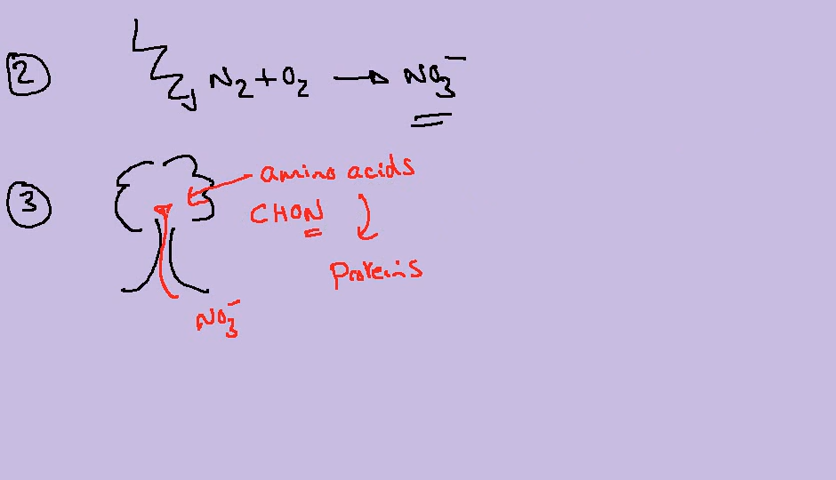 2 N2 + O2 → NO3⁻
3 amino acids
CHON
Proteins
NO3⁻